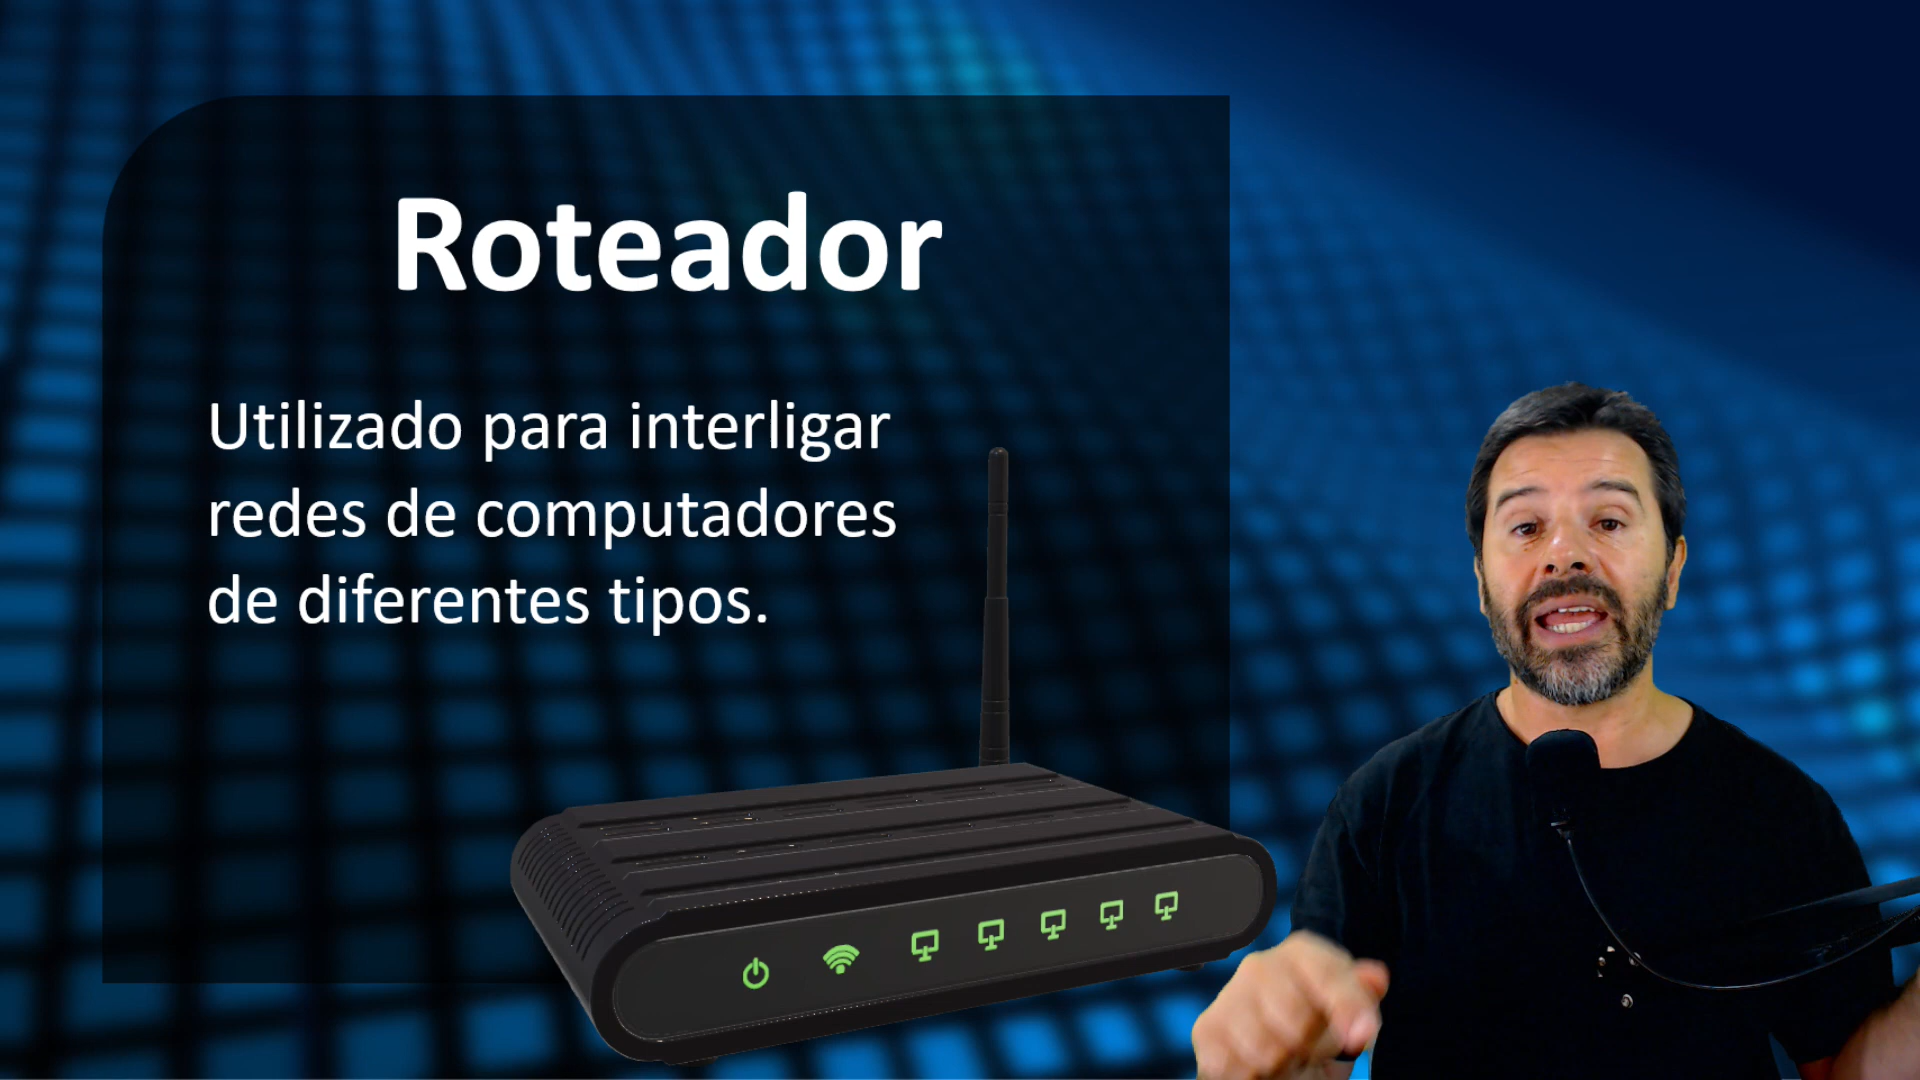 Roteador
Utilizado para interligar
redes de computadores
de diferentes tipos.